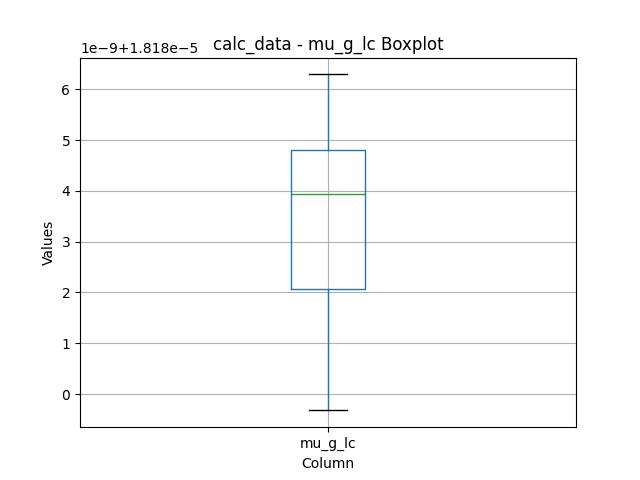 1e−9+1.818e−5
calc_data - mu_g_lc Boxplot
6
5
4
3
2
1
0
Values
mu_g_lc
Column